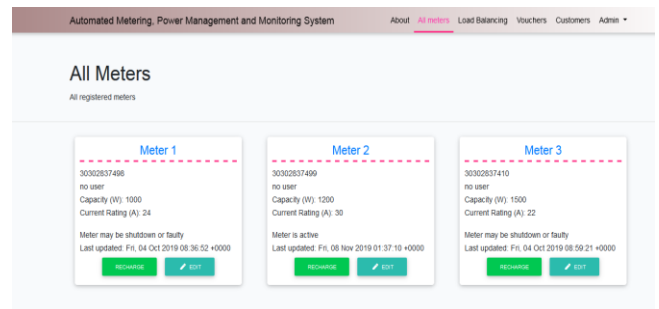 Automated Metering, Power Management and Monitoring System About All meters Load Balancing Vouchers Customers Admin
All Meters
All registered meters
Meter 1
30302837498
no user
Capacity (W): 1000
Current Rating (A): 24
Meter may be shutdown or faulty
Last updated: Fri, 04 Oct 2019 08:36:52 +0000
RECHARGE EDIT
Meter 2
30302837499
no user
Capacity (W): 1200
Current Rating (A): 30
Meter is active
Last updated: Fri, 08 Nov 2019 01:37:10 +0000
RECHARGE EDIT
Meter 3
30302837410
no user
Capacity (W): 1500
Current Rating (A): 22
Meter may be shutdown or faulty
Last updated: Fri, 04 Oct 2019 08:59:21 +0000
RECHARGE EDIT